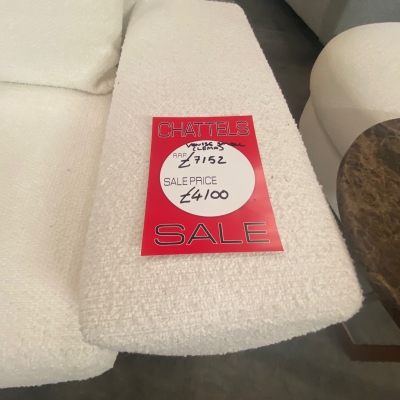 CHATTELS
RRP £7152
SALE PRICE
£4100
SALE